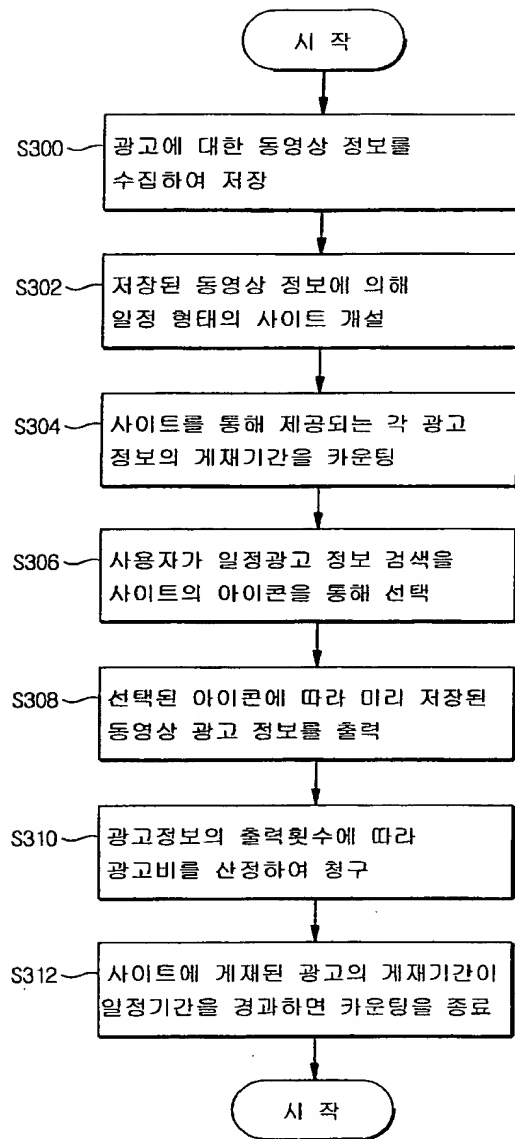 시 작
S300
광고에 대한 동영상 정보를
수집하여 저장
S302
저장된 동영상 정보에 의해
일정 형태의 사이트 개설
S304
사이트를 통해 제공되는 각 광고
정보의 게재기간을 카운팅
S306
사용자가 일정광고 정보 검색을
사이트의 아이콘을 통해 선택
S308
선택된 아이콘에 따라 미리 저장된
동영상 광고 정보를 출력
S310
광고정보의 출력횟수에 따라
광고비를 산정하여 청구
S312
사이트에 게재된 광고의 게재기간이
일정기간을 경과하면 카운팅을 종료
시 작